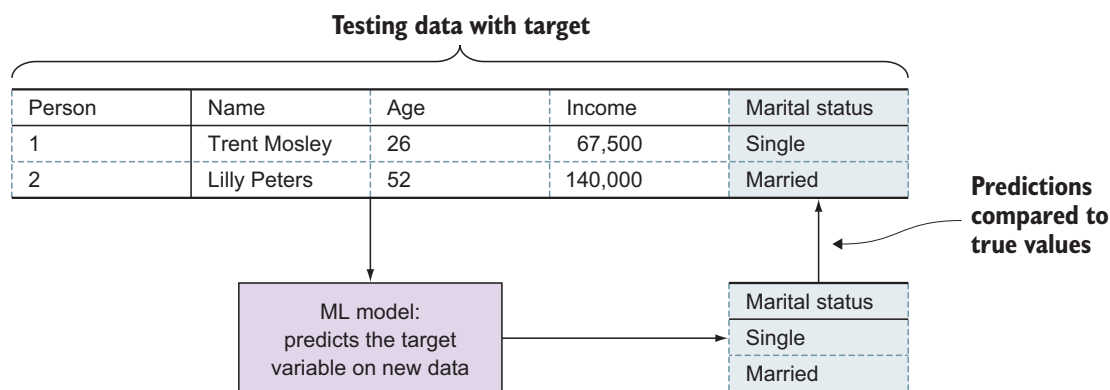 Testing data with target
Person Name Age Income Marital status
1 Trent Mosley 26 67,500 Single
2 Lilly Peters 52 140,000 Married
Predictions
compared to
true values
ML model:
predicts the target
variable on new data
Marital status
Single
Married